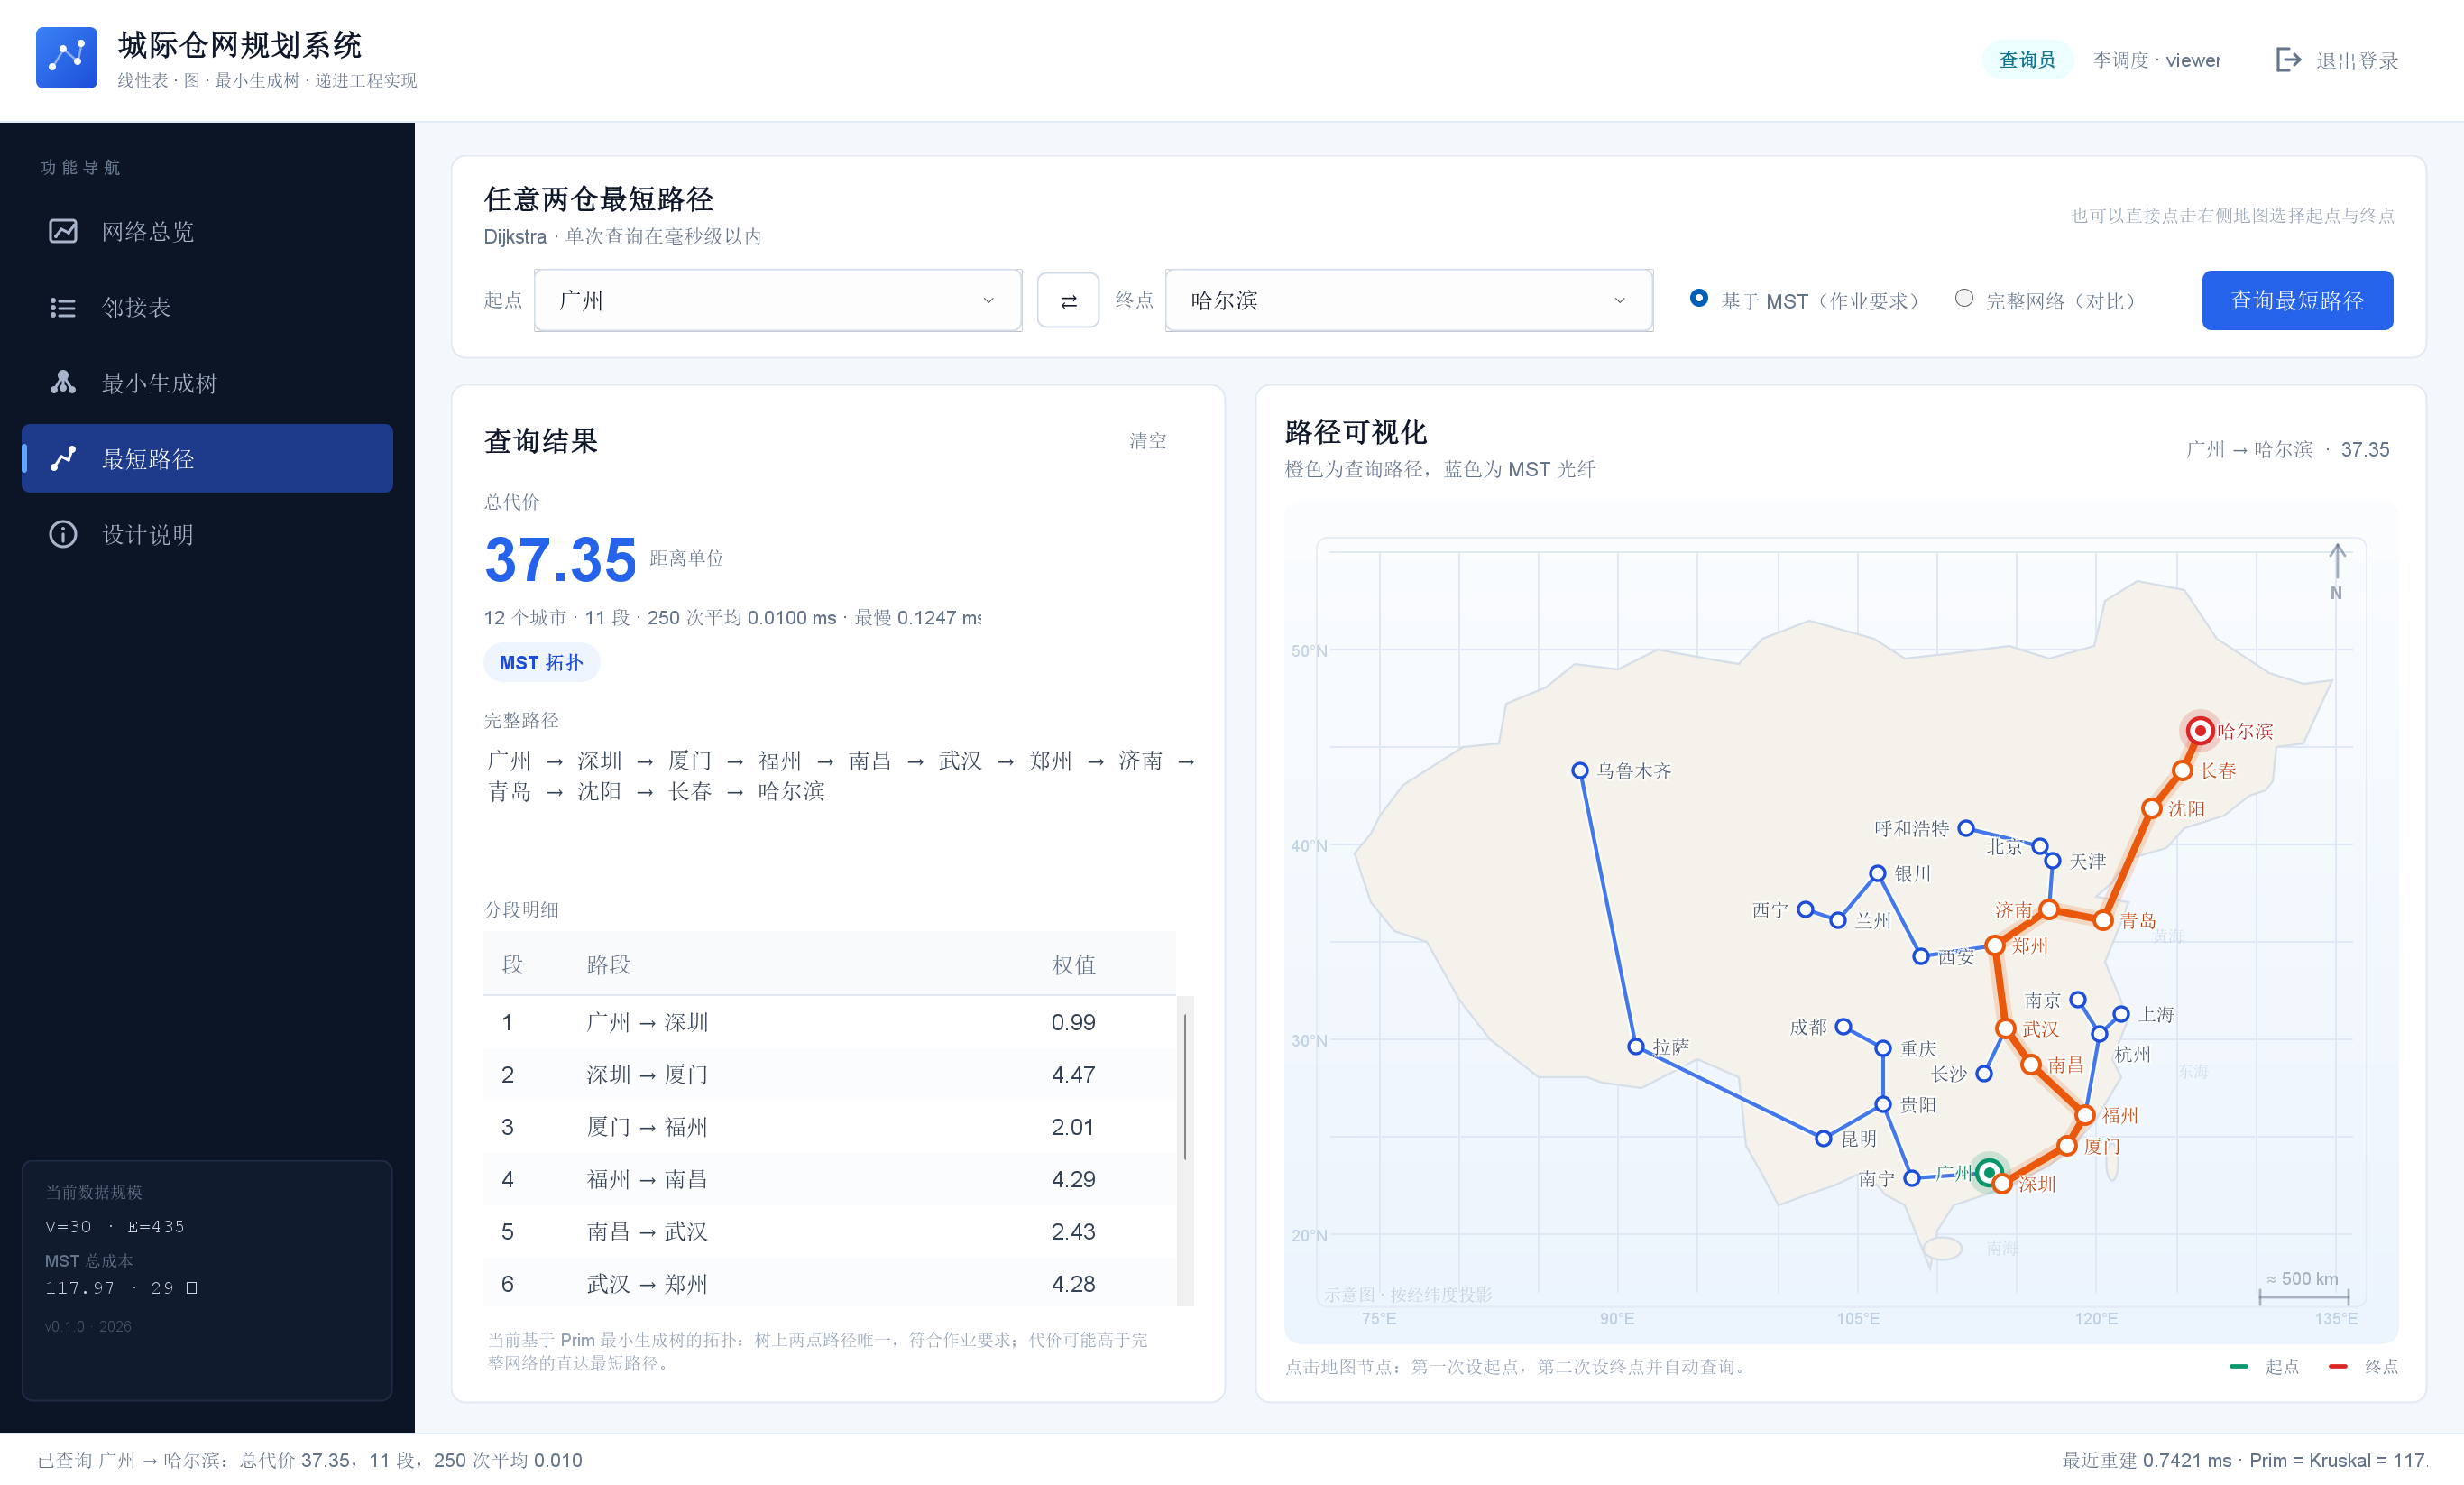 城际仓网规划系统
线性表 · 图 · 最小生成树 · 递进工程实现
查询员
李调度 · viewer
退出登录
功能导航
网络总览
邻接表
最小生成树
最短路径
设计说明
当前数据规模
V=30 · E=435
MST 总成本
117.97 · 29
v0.1.0 · 2026
任意两仓最短路径
Dijkstra · 单次查询在毫秒级以内
也可以直接点击右侧地图选择起点与终点
起点
广州
⇄
终点
哈尔滨
基于 MST（作业要求）
完整网络（对比）
查询最短路径
查询结果
清空
总代价
37.35 距离单位
12 个城市 · 11 段 · 250 次平均 0.0100 ms · 最慢 0.1247 ms
MST 拓扑
完整路径
广州 → 深圳 → 厦门 → 福州 → 南昌 → 武汉 → 郑州 → 济南 →
青岛 → 沈阳 → 长春 → 哈尔滨
分段明细
段 路段 权值
1 广州 → 深圳 0.99
2 深圳 → 厦门 4.47
3 厦门 → 福州 2.01
4 福州 → 南昌 4.29
5 南昌 → 武汉 2.43
6 武汉 → 郑州 4.28
当前基于 Prim 最小生成树的拓扑：树上两点路径唯一，符合作业要求；代价可能高于完
整网络的直达最短路径。
路径可视化
橙色为查询路径，蓝色为 MST 光纤
广州 → 哈尔滨 · 37.35
N
50°N
40°N
30°N
20°N
哈尔滨
长春
沈阳
乌鲁木齐
呼和浩特
北京
天津
银川
西宁
兰州
济南
青岛
黄海
郑州
西安
南京
上海
成都
武汉
杭州
拉萨
重庆
南昌
长沙
东海
贵阳
福州
昆明
厦门
南宁
广州
深圳
南海
≈ 500 km
示意图 · 按经纬度投影
75°E
90°E
105°E
120°E
135°E
点击地图节点：第一次设起点，第二次设终点并自动查询。
起点
终点
已查询 广州 → 哈尔滨：总代价 37.35，11 段，250 次平均 0.010
最近重建 0.7421 ms · Prim = Kruskal = 117.